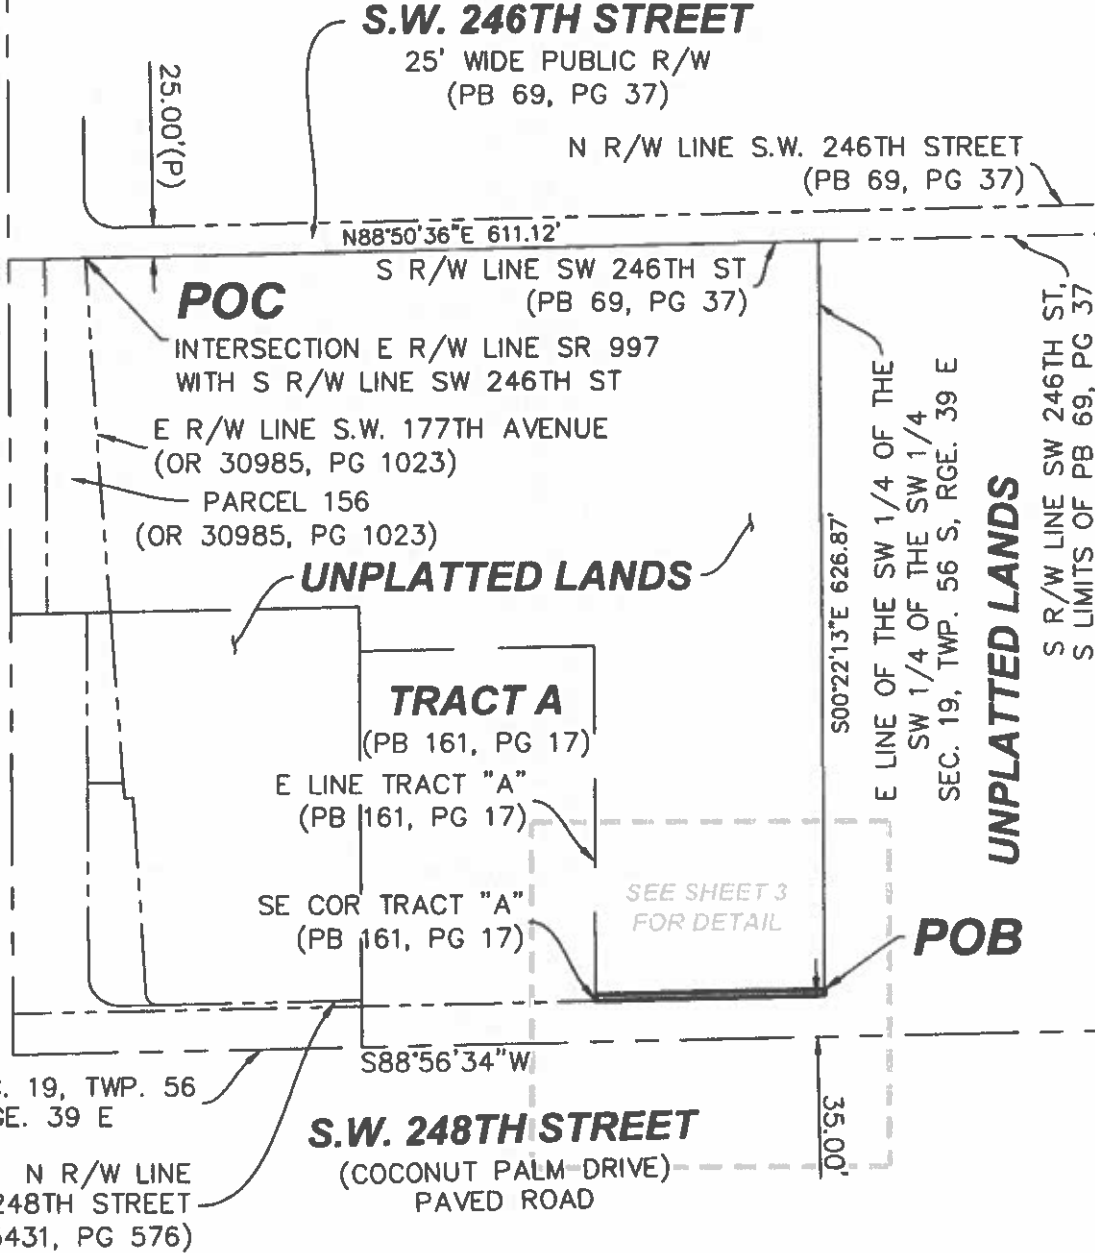 S.W. 246TH STREET
25' WIDE PUBLIC R/W
(PB 69, PG 37)
25.00'(P)
N R/W LINE S.W. 246TH STREET
(PB 69, PG 37)
N88°50'36"E 611.12'
S R/W LINE SW 246TH ST
(PB 69, PG 37)
POC
INTERSECTION E R/W LINE SR 997
WITH S R/W LINE SW 246TH ST
E R/W LINE S.W. 177TH AVENUE
(OR 30985, PG 1023)
PARCEL 156
(OR 30985, PG 1023)
UNPLATTED LANDS
S00°22'13"E 626.87'
E LINE OF THE SW 1/4 OF THE
SW 1/4 OF THE SW 1/4
SEC. 19, TWP. 56 S, RGE. 39 E
UNPLATTED LANDS
S R/W LINE SW 246TH ST,
S LIMITS OF PB 69, PG 37
TRACT A
(PB 161, PG 17)
E LINE TRACT "A"
(PB 161, PG 17)
SE COR TRACT "A"
(PB 161, PG 17)
SEE SHEET 3
FOR DETAIL
POB
S88°56'34"W
35.00'
. 19, TWP. 56
GE. 39 E
S.W. 248TH STREET
(COCONUT PALM DRIVE)
PAVED ROAD
N R/W LINE
248TH STREET
6431, PG 576)